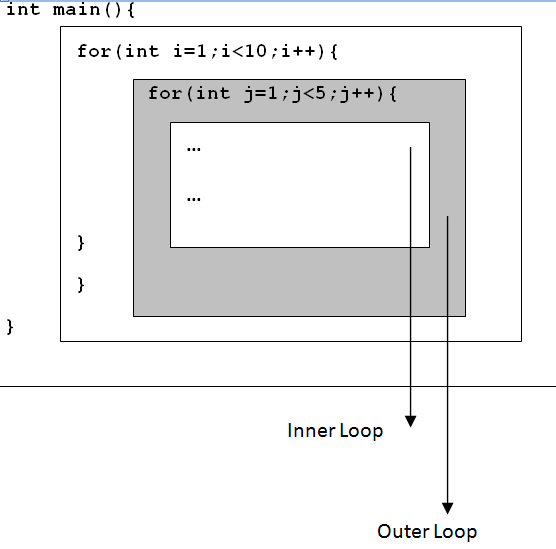 int main(){
for(int i=1;i<10;i++){
for(int j=1;j<5;j++){
...
...
}
}
}
Inner Loop
Outer Loop